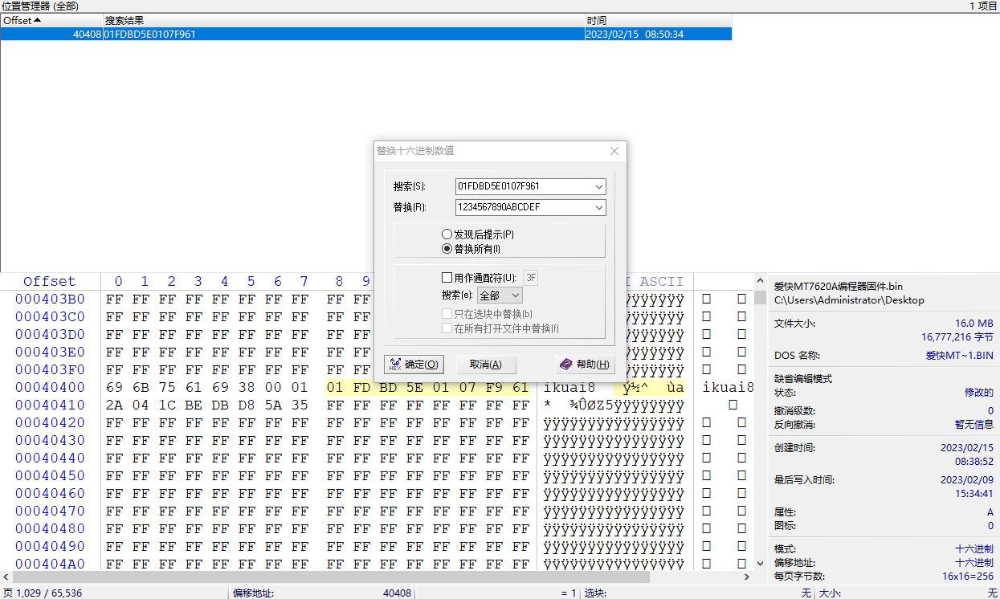 位置管理器 (全部) 1 项目
Offset 搜索结果 时间
40408 01FDBD5E0107F961 2023/02/15 08:50:34
替换十六进制数值
搜索(S): 01FDBD5E0107F961
替换(R): 1234567890ABCDEF
发现后提示(P)
替换所有(I)
用作通配符(U): 3F
搜索(e): 全部
只在选块中替换(b)
在所有打开文件中替换(f)
确定(O) 取消(A) 帮助(H)
Offset 0 1 2 3 4 5 6 7 8 9 ASCII
000403B0 FF FF FF FF FF FF FF FF FF FF ÿÿÿÿÿÿÿ
000403C0 FF FF FF FF FF FF FF FF FF FF ÿÿÿÿÿÿÿ
000403D0 FF FF FF FF FF FF FF FF FF FF ÿÿÿÿÿÿÿ
000403E0 FF FF FF FF FF FF FF FF FF FF ÿÿÿÿÿÿÿ
000403F0 FF FF FF FF FF FF FF FF FF FF ÿÿÿÿÿÿÿ
00040400 69 6B 75 61 69 38 00 01 01 FD BD 5E 01 07 F9 61 ikuai8 ý½^ ùa ikuai8
00040410 2A 04 1C BE DB D8 5A 35 FF FF FF FF FF FF FF FF * ¾ÛØZ5ÿÿÿÿÿÿÿÿ
00040420 FF FF FF FF FF FF FF FF FF FF FF FF FF FF FF FF ÿÿÿÿÿÿÿÿÿÿÿÿÿÿÿÿ
00040430 FF FF FF FF FF FF FF FF FF FF FF FF FF FF FF FF ÿÿÿÿÿÿÿÿÿÿÿÿÿÿÿÿ
00040440 FF FF FF FF FF FF FF FF FF FF FF FF FF FF FF FF ÿÿÿÿÿÿÿÿÿÿÿÿÿÿÿÿ
00040450 FF FF FF FF FF FF FF FF FF FF FF FF FF FF FF FF ÿÿÿÿÿÿÿÿÿÿÿÿÿÿÿÿ
00040460 FF FF FF FF FF FF FF FF FF FF FF FF FF FF FF FF ÿÿÿÿÿÿÿÿÿÿÿÿÿÿÿÿ
00040470 FF FF FF FF FF FF FF FF FF FF FF FF FF FF FF FF ÿÿÿÿÿÿÿÿÿÿÿÿÿÿÿÿ
00040480 FF FF FF FF FF FF FF FF FF FF FF FF FF FF FF FF ÿÿÿÿÿÿÿÿÿÿÿÿÿÿÿÿ
00040490 FF FF FF FF FF FF FF FF FF FF FF FF FF FF FF FF ÿÿÿÿÿÿÿÿÿÿÿÿÿÿÿÿ
000404A0 FF FF FF FF FF FF FF FF FF FF FF FF FF FF FF FF ÿÿÿÿÿÿÿÿÿÿÿÿÿÿÿÿ
爱快MT7620A编程器固件.bin
C:\Users\Administrator\Desktop
文件大小: 16.0 MB
16,777,216 字节
DOS 名称: 爱快MT~1.BIN
缺省编辑模式
状态: 修改的
撤消级数: 0
反向撤消: 暂无信息
创建时间: 2023/02/15
08:38:52
最后写入时间: 2023/02/09
15:34:41
属性: A
图标: 0
模式: 十六进制
偏移地址: 十六进制
每页字节数: 16x16=256
页 1,029 / 65,536 偏移地址: 40408 = 1 选块: 无 大小: 无